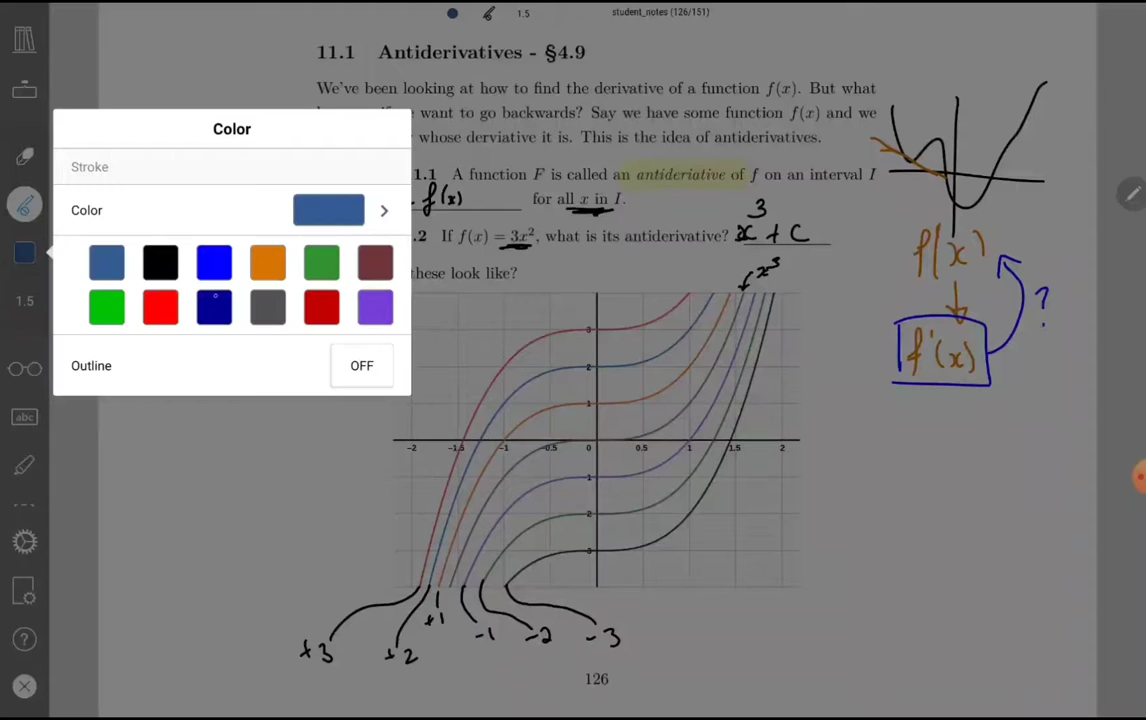 1.5
student_notes (126/151)
11.1 Antiderivatives - §4.9
We've been looking at how to find the derivative of a function f(x). But what
want to go backwards? Say we have some function f(x) and we
whose derviative it is. This is the idea of antiderivatives.
Color
Stroke
Color
Outline
OFF
1.5
abc
1.1 A function F is called an antideriative of f on an interval I
f(x) for all x in I.
.2 If f(x) = 3x², what is its antiderivative? x³ + C
these look like?
x³
3
2
1
-2
-1.5
-1
-0.5
0
0.5
1
1.5
2
-1
-2
-3
+3
+2
+1
-1
-2
-3
f(x)
?
f'(x)
126